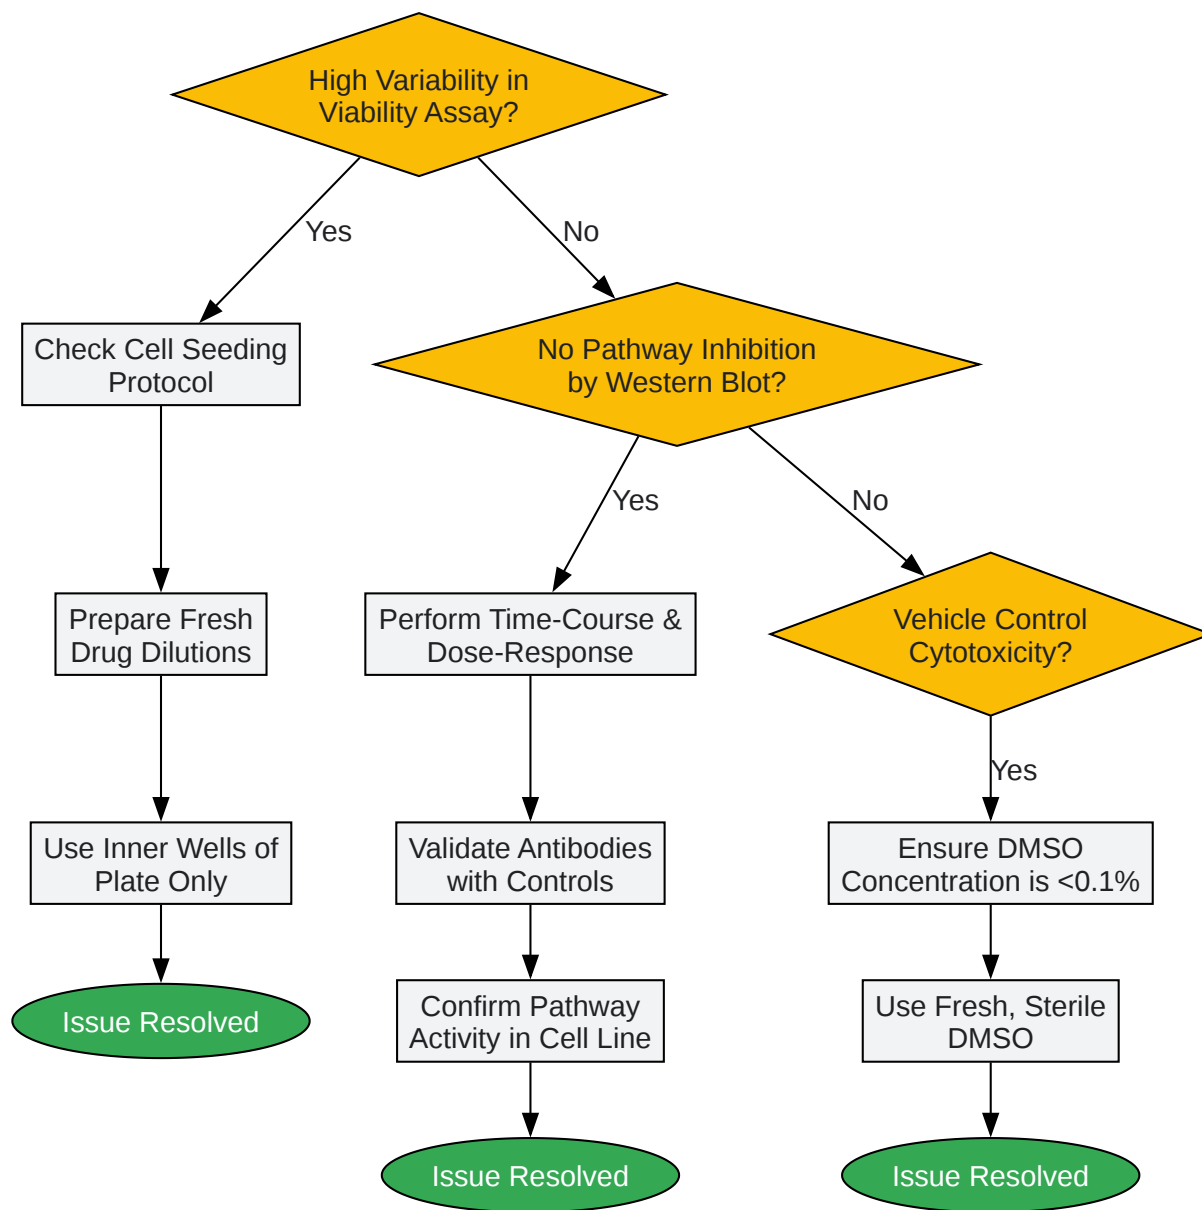 High Variability in
Viability Assay?
Yes
No
Check Cell Seeding
Protocol
No Pathway Inhibition
by Western Blot?
Yes
No
Prepare Fresh
Drug Dilutions
Perform Time-Course &
Dose-Response
Vehicle Control
Cytotoxicity?
Yes
Use Inner Wells of
Plate Only
Validate Antibodies
with Controls
Ensure DMSO
Concentration is <0.1%
Issue Resolved
Confirm Pathway
Activity in Cell Line
Use Fresh, Sterile
DMSO
Issue Resolved
Issue Resolved